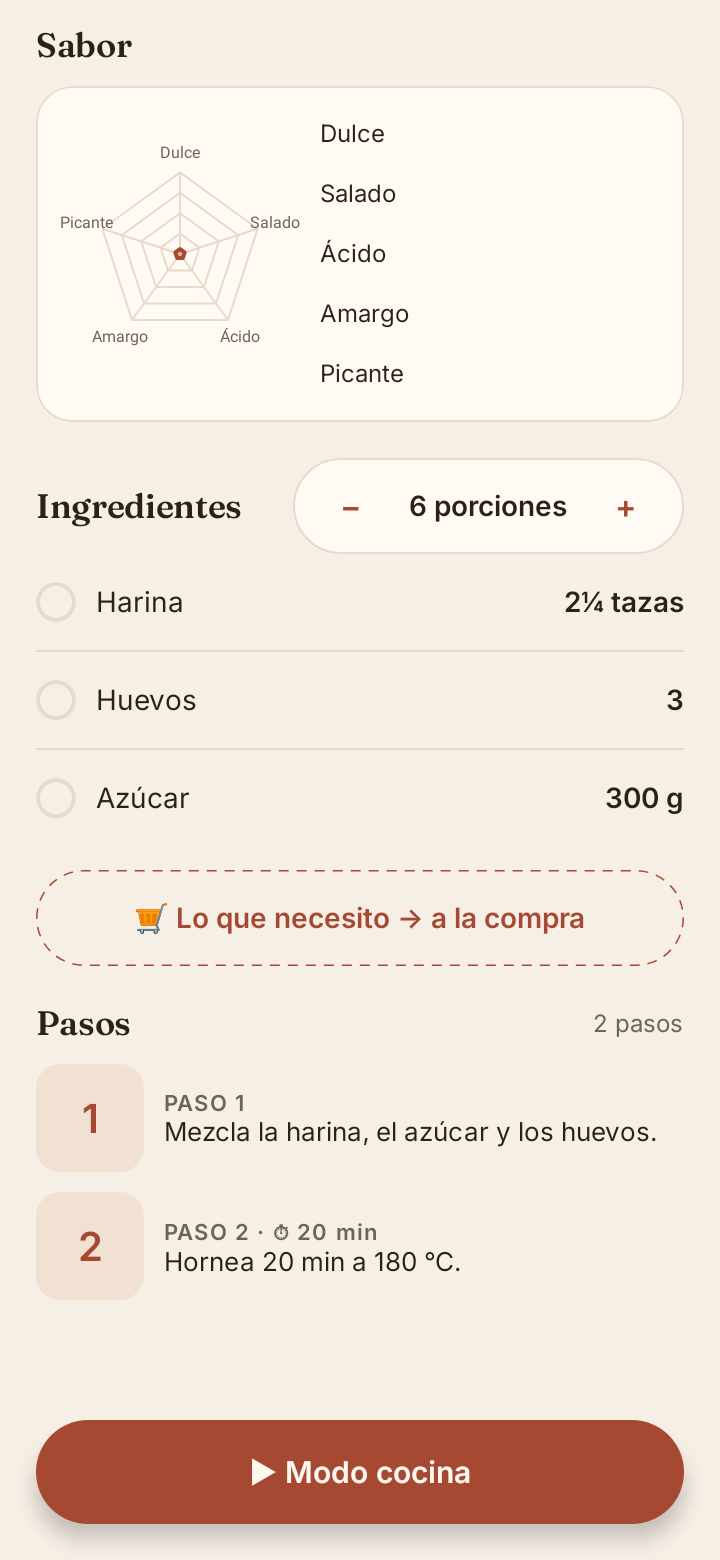 Sabor
Dulce
Picante
Salado
Amargo
Ácido
Dulce
Salado
Ácido
Amargo
Picante
Ingredientes
− 6 porciones +
Harina 2¼ tazas
Huevos 3
Azúcar 300 g
🛒 Lo que necesito → a la compra
Pasos 2 pasos
1
PASO 1
Mezcla la harina, el azúcar y los huevos.
2
PASO 2 · ⏱ 20 min
Hornea 20 min a 180 °C.
▶ Modo cocina